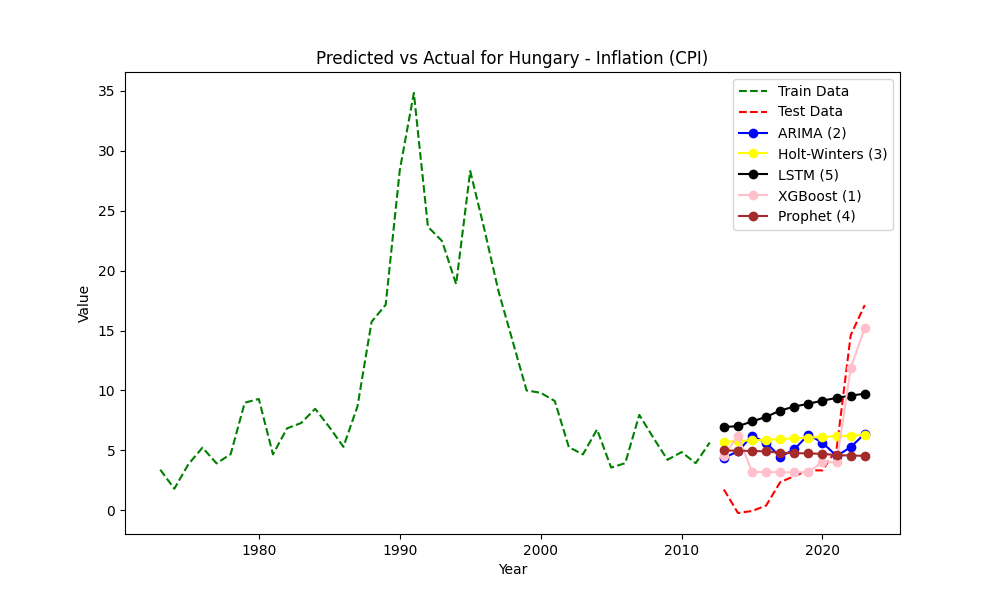 Predicted vs Actual for Hungary - Inflation (CPI)
Train Data
Test Data
ARIMA (2)
Holt-Winters (3)
LSTM (5)
XGBoost (1)
Prophet (4)
35
30
25
20
15
10
5
0
Value
1980
1990
2000
2010
2020
Year